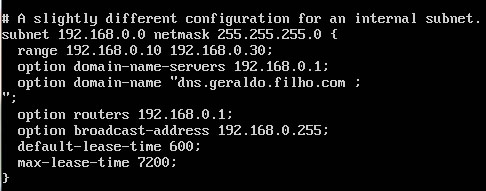 # A slightly different configuration for an internal subnet.
subnet 192.168.0.0 netmask 255.255.255.0 {
  range 192.168.0.10 192.168.0.30;
  option domain-name-servers 192.168.0.1;
  option domain-name "dns.geraldo.filho.com ;
";
  option routers 192.168.0.1;
  option broadcast-address 192.168.0.255;
  default-lease-time 600;
  max-lease-time 7200;
}